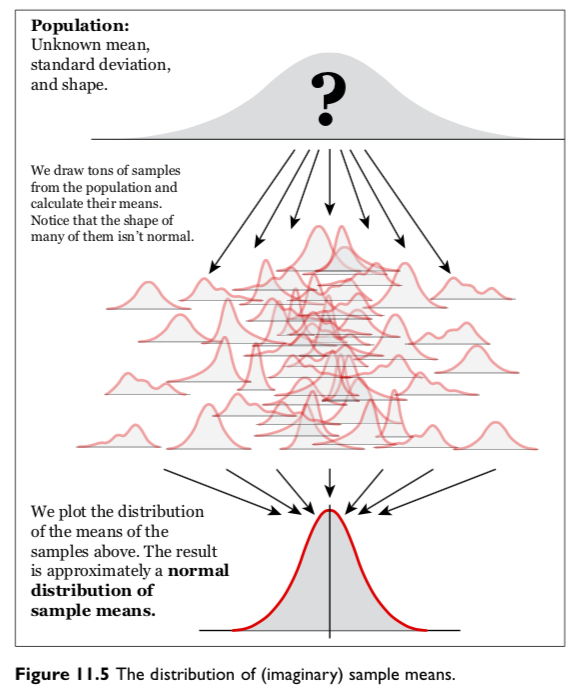 Population:
Unknown mean,
standard deviation,
and shape.
?
We draw tons of samples
from the population and
calculate their means.
Notice that the shape of
many of them isn't normal.
We plot the distribution
of the means of the
samples above. The result
is approximately a normal
distribution of
sample means.
Figure 11.5 The distribution of (imaginary) sample means.